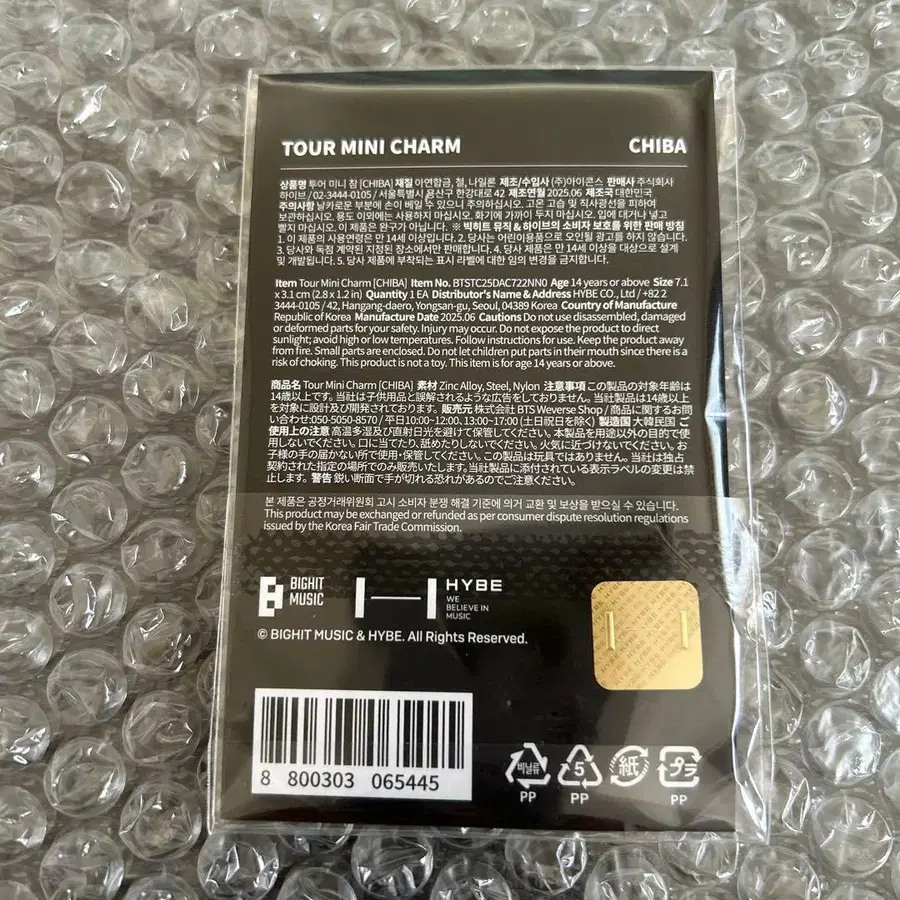 TOUR MINI CHARM CHIBA
상품명 투어 미니 참 [CHIBA] 재질 아연합금, 철, 나일론 제조/수입사 (주)아이콘스 판매사 주식회사
하이브 / 02-3444-0105 / 서울특별시 용산구 한강대로 42 제조연월 2025.06 제조국 대한민국
주의사항 날카로운 부분에 손이 베일 수 있으니 주의하십시오. 고온 고습 및 직사광선을 피하여
보관하십시오. 용도 이외에는 사용하지 마십시오. 화기에 가까이 두지 마십시오. 입에 대거나 넣고
빨지 마십시오. 이 제품은 완구가 아닙니다. ※ 빅히트 뮤직 & 하이브의 소비자 보호를 위한 판매 방침
1. 이 제품의 사용연령은 만 14세 이상입니다. 2. 당사는 어린이용품으로 오인될 광고를 하지 않습니다.
3. 당사와 독점 계약된 지정된 장소에서만 판매합니다. 4. 당사 제품은 만 14세 이상을 대상으로 설계
및 개발됩니다. 5. 당사 제품에 부착되는 표시 라벨에 대한 임의 변경을 금지합니다.
Item Tour Mini Charm [CHIBA] Item No. BTSTC25DAC722NN0 Age 14 years or above Size 7.1
x 3.1 cm (2.8 x 1.2 in) Quantity 1 EA Distributor's Name & Address HYBE CO., Ltd / +82 2
3444-0105 / 42, Hangang-daero, Yongsan-gu, Seoul, 04389 Korea Country of Manufacture
Republic of Korea Manufacture Date 2025.06 Cautions Do not use disassembled, damaged
or deformed parts for your safety. Injury may occur. Do not expose the product to direct
sunlight; avoid high or low temperatures. Follow instructions for use. Keep the product away
from fire. Small parts are enclosed. Do not let children put parts in their mouth since there is a
risk of choking. This product is not a toy. This item is for age 14 years or above.
商品名 Tour Mini Charm [CHIBA] 素材 Zinc Alloy, Steel, Nylon 注意事項 この製品の対象年齢は
14歳以上です。当社は子供用品と誤解されるような広告をしておりません。当社製品は14歳以上
を対象に設計及び開発されております。販売元 株式会社 BTS Weverse Shop / 商品に関するお問
い合わせ:050-5050-8570 / 平日10:00~12:00、13:00~17:00(土日祝日を除く) 製造国 大韓民国 ご
使用上の注意 高温多湿及び直射日光を避けて保管してください。本製品を用途以外の目的で使
用しないでください。口に当てたり、舐めたりしないでください。火気に近づけないでください。お
子様の手の届かない所で使用・保管してください。この製品は玩具ではありません。当社は独占
契約された指定の場所でのみ販売いたします。当社製品に添付されている表示ラベルの変更は禁
止します。警告 鋭い断面で手が切れる恐れがあるのでご注意ください。
본 제품은 공정거래위원회 고시 소비자 분쟁 해결 기준에 의거 교환 및 보상을 받으실 수 있습니다.
This product may be exchanged or refunded as per consumer dispute resolution regulations
issued by the Korea Fair Trade Commission.
BIGHIT
MUSIC
HYBE
WE
BELIEVE IN
MUSIC
© BIGHIT MUSIC & HYBE. All Rights Reserved.
8 800303 065445
비닐류 5 紙 プラ
PP PP PP